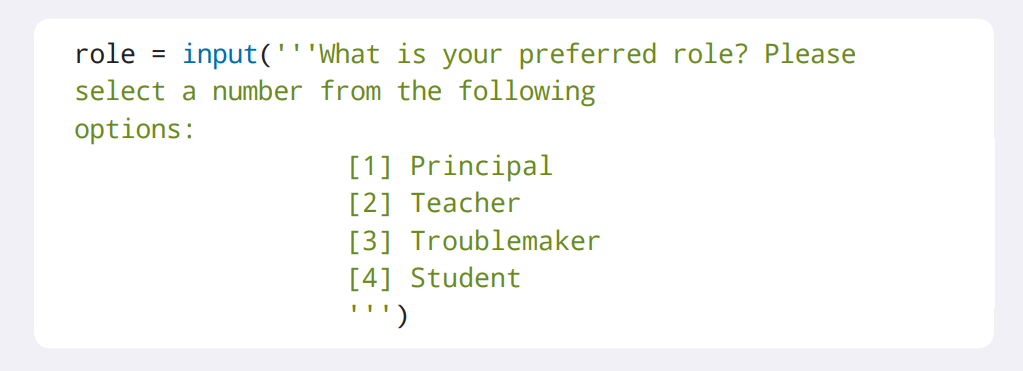 role = input('''What is your preferred role? Please
select a number from the following
options:
[1] Principal
[2] Teacher
[3] Troublemaker
[4] Student
''')